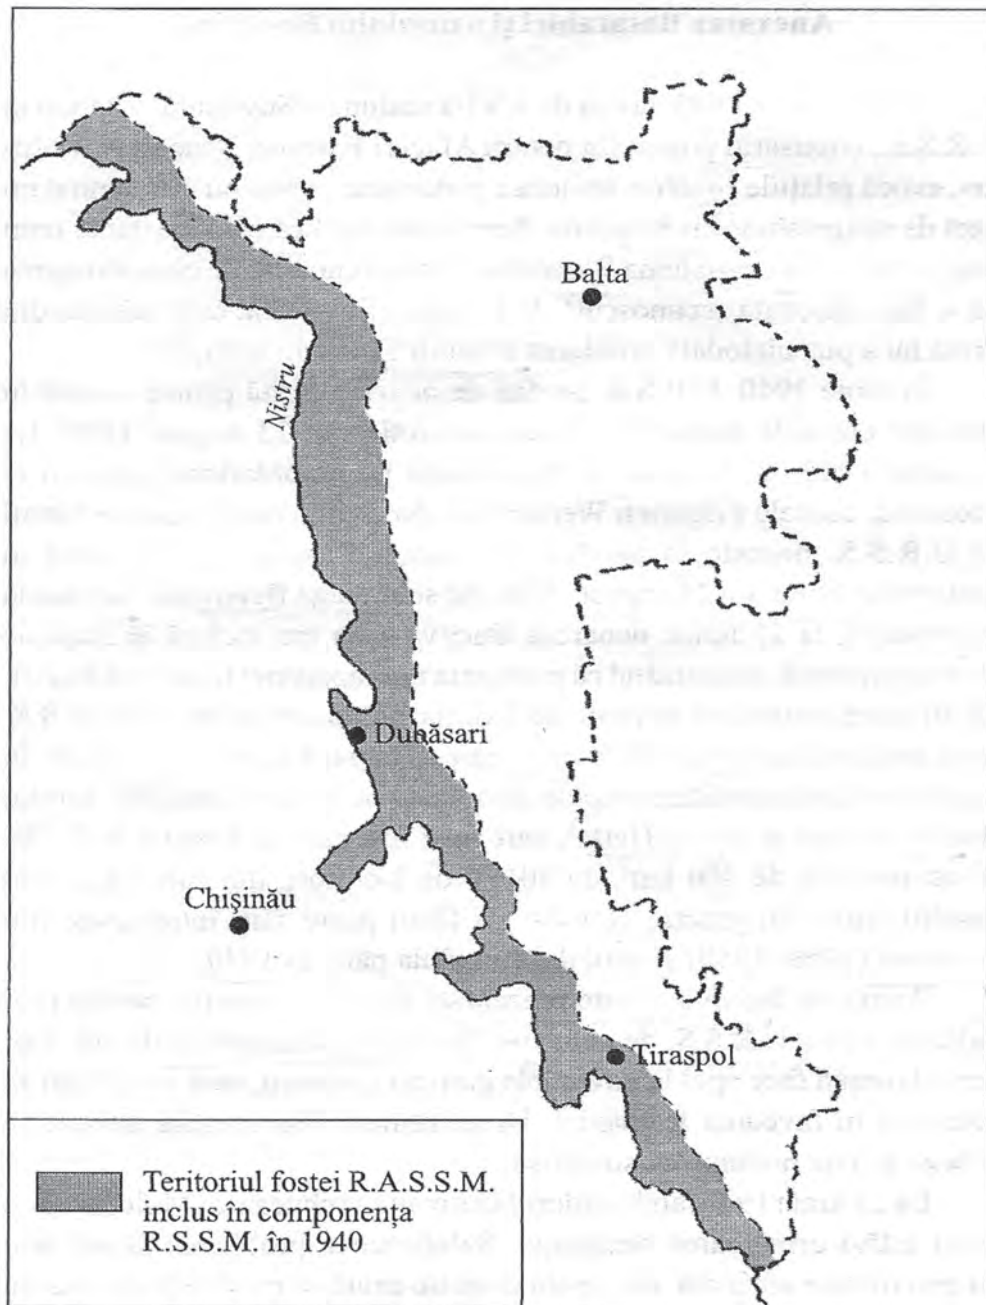 Balta
Nistru
Dubăsari
Chişinău
Tiraspol
Teritoriul fostei R.A.S.S.M.
inclus în componenţa
R.S.S.M. în 1940